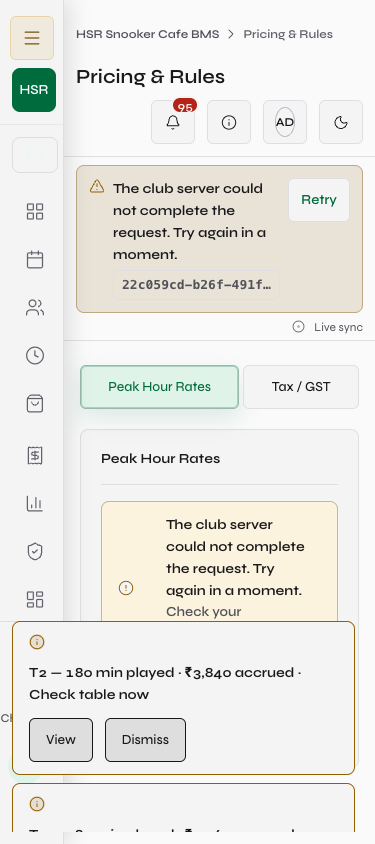 HSR Snooker Cafe BMS > Pricing & Rules
Pricing & Rules
HSR
95
AD
The club server could
not complete the
request. Try again in a
moment.
Retry
22c059cd-b26f-491f…
Live sync
Peak Hour Rates
Tax / GST
Peak Hour Rates
The club server
could not complete
the request. Try
again in a moment.
Check your
T2 — 180 min played · ₹3,840 accrued ·
Check table now
View
Dismiss